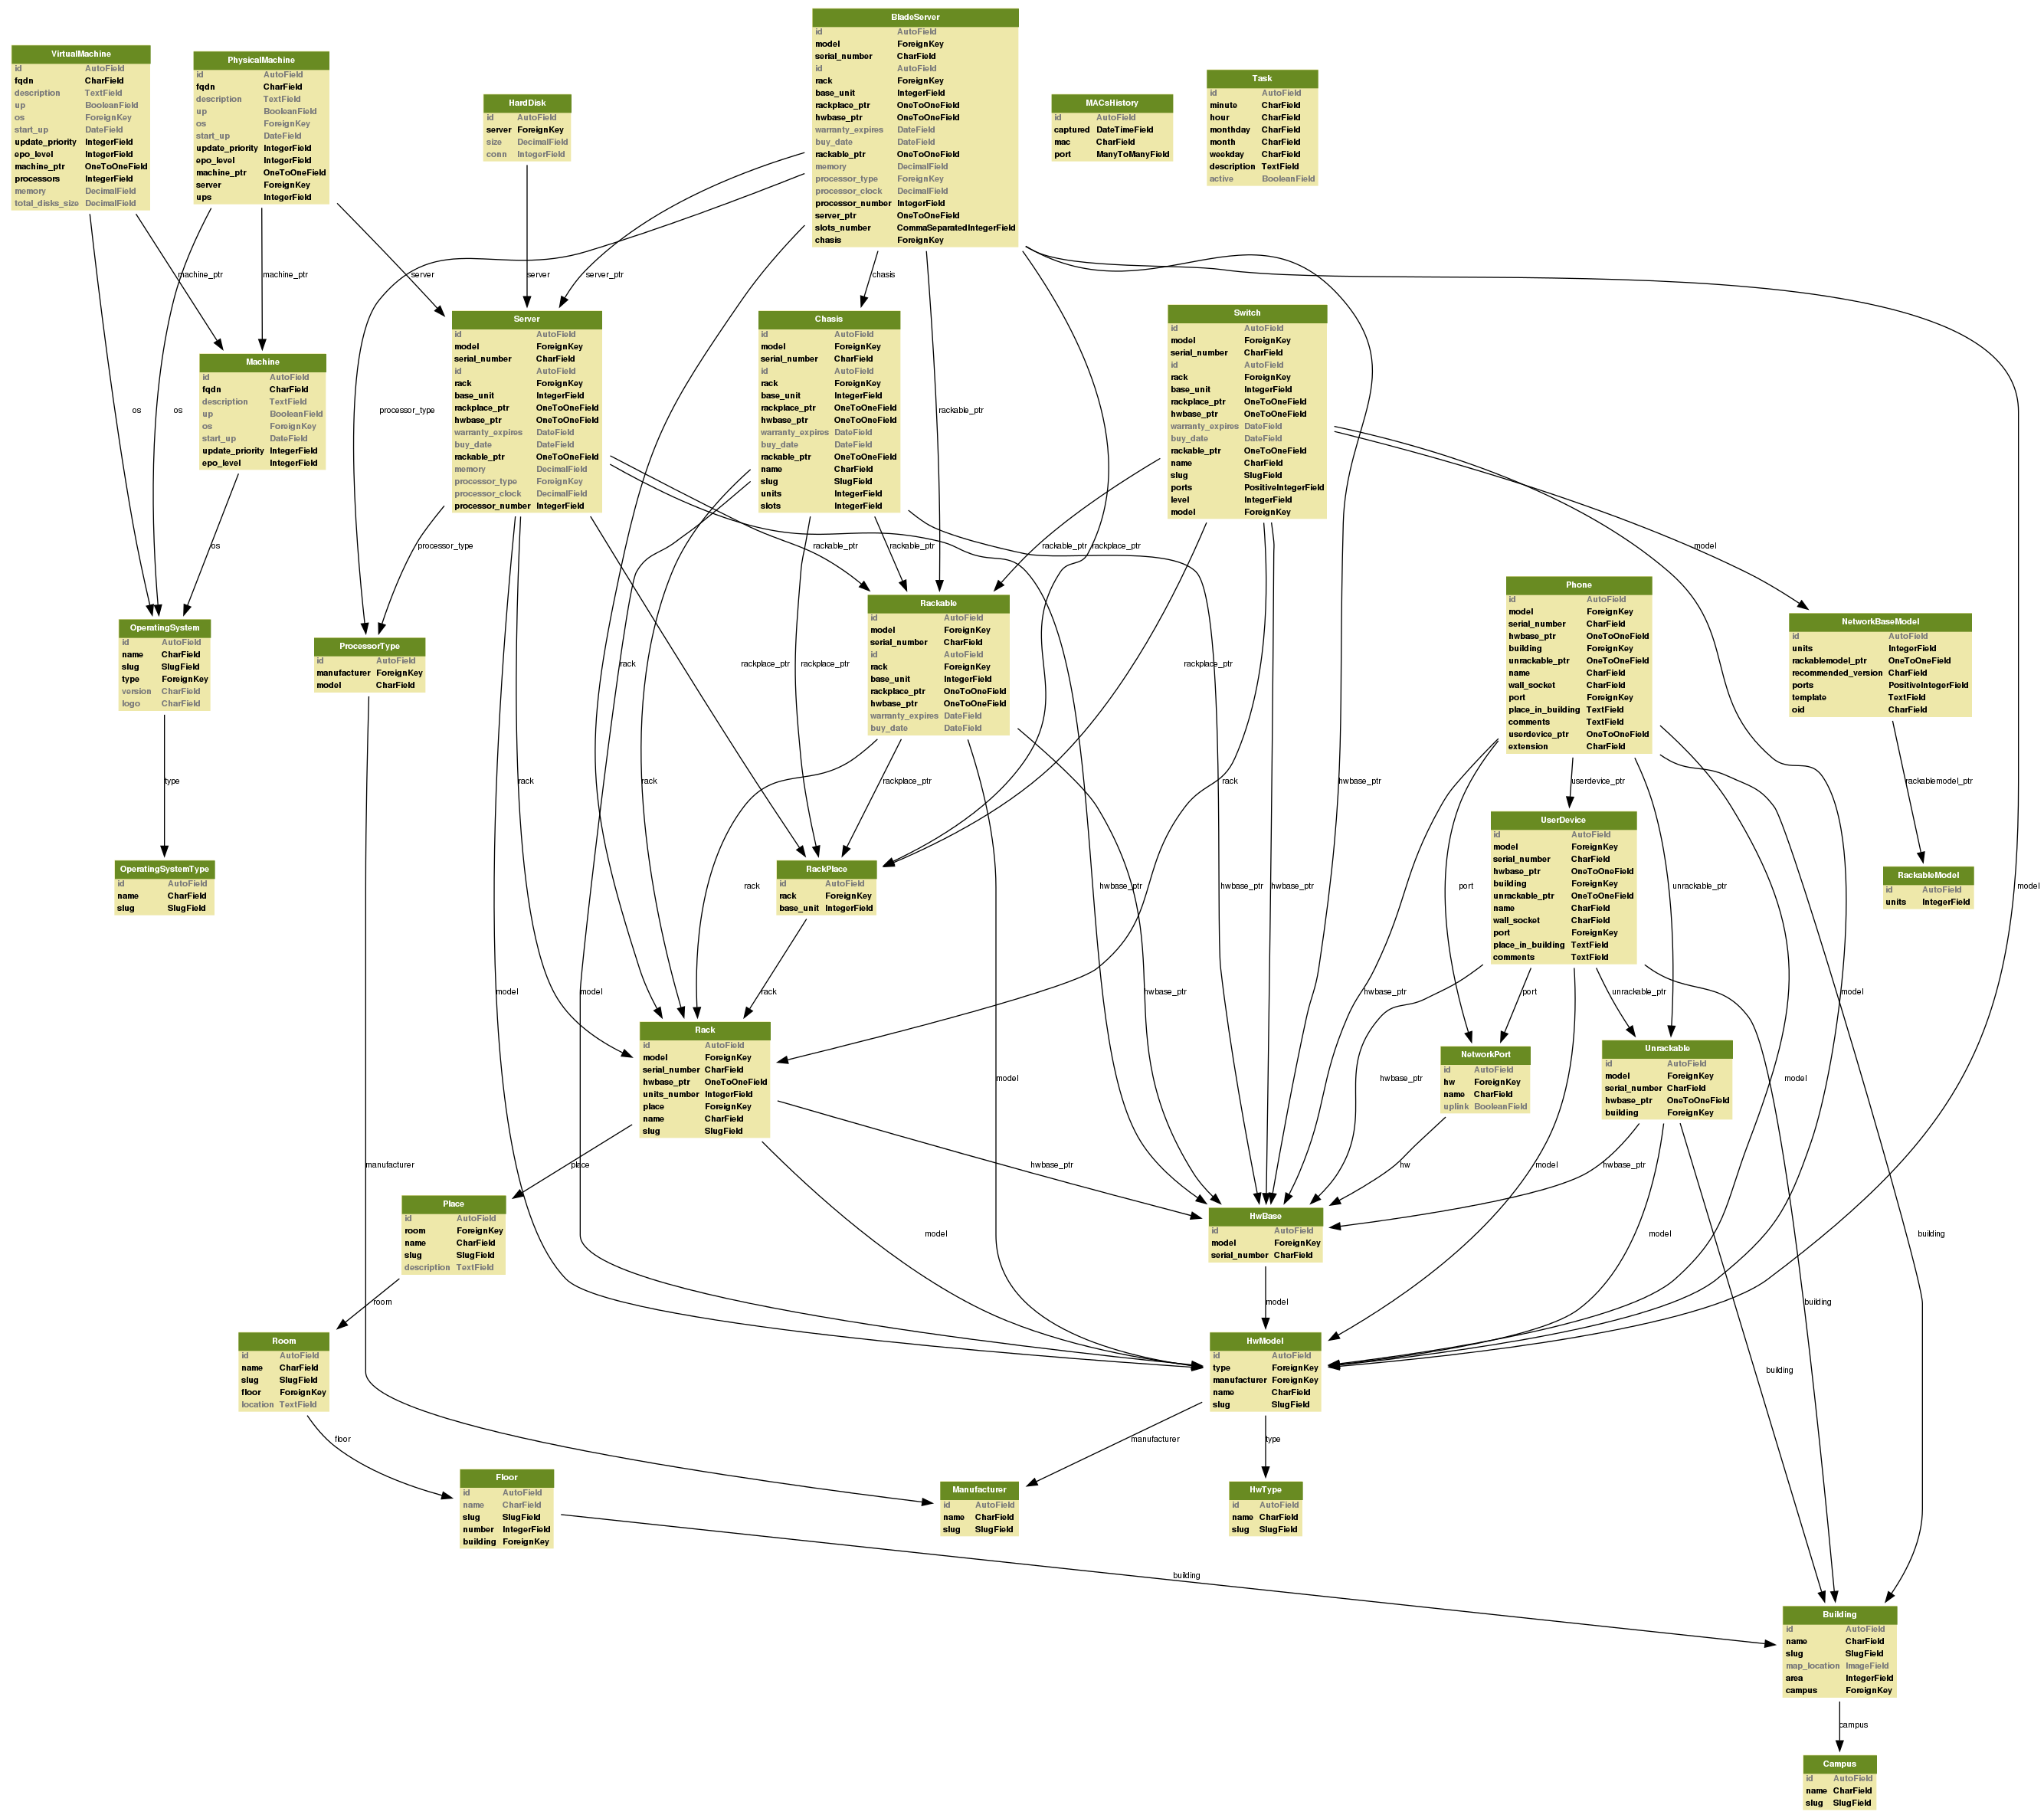 BladeServer
id AutoField
model ForeignKey
serial_number CharField
id AutoField
rack ForeignKey
base_unit IntegerField
rackplace_ptr OneToOneField
hwbase_ptr OneToOneField
warranty_expires DateField
buy_date DateField
rackable_ptr OneToOneField
memory DecimalField
processor_type ForeignKey
processor_clock DecimalField
processor_number IntegerField
server_ptr OneToOneField
slots_number CommaSeparatedIntegerField
chasis ForeignKey
VirtualMachine
id AutoField
fqdn CharField
description TextField
up BooleanField
os ForeignKey
start_up DateField
update_priority IntegerField
epo_level IntegerField
machine_ptr OneToOneField
processors IntegerField
memory DecimalField
total_disks_size DecimalField
PhysicalMachine
id AutoField
fqdn CharField
description TextField
up BooleanField
os ForeignKey
start_up DateField
update_priority IntegerField
epo_level IntegerField
machine_ptr OneToOneField
server ForeignKey
ups IntegerField
HardDisk
id AutoField
server ForeignKey
size DecimalField
conn IntegerField
MACsHistory
id AutoField
captured DateTimeField
mac CharField
port ManyToManyField
Task
id AutoField
minute CharField
hour CharField
monthday CharField
month CharField
weekday CharField
description TextField
active BooleanField
machine_ptr
machine_ptr
server
server
server_ptr
chasis
Server
id AutoField
model ForeignKey
serial_number CharField
id AutoField
rack ForeignKey
base_unit IntegerField
rackplace_ptr OneToOneField
hwbase_ptr OneToOneField
warranty_expires DateField
buy_date DateField
rackable_ptr OneToOneField
memory DecimalField
processor_type ForeignKey
processor_clock DecimalField
processor_number IntegerField
Chasis
id AutoField
model ForeignKey
serial_number CharField
id AutoField
rack ForeignKey
base_unit IntegerField
rackplace_ptr OneToOneField
hwbase_ptr OneToOneField
warranty_expires DateField
buy_date DateField
rackable_ptr OneToOneField
name CharField
slug SlugField
units IntegerField
slots IntegerField
Switch
id AutoField
model ForeignKey
serial_number CharField
id AutoField
rack ForeignKey
base_unit IntegerField
rackplace_ptr OneToOneField
hwbase_ptr OneToOneField
warranty_expires DateField
buy_date DateField
rackable_ptr OneToOneField
name CharField
slug SlugField
ports PositiveIntegerField
level IntegerField
model ForeignKey
Machine
id AutoField
fqdn CharField
description TextField
up BooleanField
os ForeignKey
start_up DateField
update_priority IntegerField
epo_level IntegerField
os
os
processor_type
rackable_ptr
os
processor_type
rackable_ptr
rackable_ptr
rackable_ptr
rackplace_ptr
model
Phone
id AutoField
model ForeignKey
serial_number CharField
hwbase_ptr OneToOneField
building ForeignKey
unrackable_ptr OneToOneField
name CharField
wall_socket CharField
port ForeignKey
place_in_building TextField
comments TextField
userdevice_ptr OneToOneField
extension CharField
Rackable
id AutoField
model ForeignKey
serial_number CharField
id AutoField
rack ForeignKey
base_unit IntegerField
rackplace_ptr OneToOneField
hwbase_ptr OneToOneField
warranty_expires DateField
buy_date DateField
NetworkBaseModel
id AutoField
units IntegerField
rackablemodel_ptr OneToOneField
recommended_version CharField
ports PositiveIntegerField
template TextField
oid CharField
OperatingSystem
id AutoField
name CharField
slug SlugField
type ForeignKey
version CharField
logo CharField
ProcessorType
id AutoField
manufacturer ForeignKey
model CharField
rack
rackplace_ptr
rackplace_ptr
rackplace_ptr
type
rack
rack
rackplace_ptr
rack
hwbase_ptr
userdevice_ptr
rackablemodel_ptr
UserDevice
id AutoField
model ForeignKey
serial_number CharField
hwbase_ptr OneToOneField
building ForeignKey
unrackable_ptr OneToOneField
name CharField
wall_socket CharField
port ForeignKey
place_in_building TextField
comments TextField
OperatingSystemType
id AutoField
name CharField
slug SlugField
RackPlace
id AutoField
rack ForeignKey
base_unit IntegerField
RackableModel
id AutoField
units IntegerField
rack
hwbase_ptr
hwbase_ptr
hwbase_ptr
port
unrackable_ptr
model
model
model
rack
hwbase_ptr
hwbase_ptr
port
unrackable_ptr
model
Rack
id AutoField
model ForeignKey
serial_number CharField
hwbase_ptr OneToOneField
units_number IntegerField
place ForeignKey
name CharField
slug SlugField
NetworkPort
id AutoField
hw ForeignKey
name CharField
uplink BooleanField
Unrackable
id AutoField
model ForeignKey
serial_number CharField
hwbase_ptr OneToOneField
building ForeignKey
model
hwbase_ptr
model
manufacturer
place
hwbase_ptr
hw
model
hwbase_ptr
Place
id AutoField
room ForeignKey
name CharField
slug SlugField
description TextField
HwBase
id AutoField
model ForeignKey
serial_number CharField
model
model
building
room
model
building
Room
id AutoField
name CharField
slug SlugField
floor ForeignKey
location TextField
HwModel
id AutoField
type ForeignKey
manufacturer ForeignKey
name CharField
slug SlugField
building
floor
manufacturer
type
Floor
id AutoField
name CharField
slug SlugField
number IntegerField
building ForeignKey
Manufacturer
id AutoField
name CharField
slug SlugField
HwType
id AutoField
name CharField
slug SlugField
building
Building
id AutoField
name CharField
slug SlugField
map_location ImageField
area IntegerField
campus ForeignKey
campus
Campus
id AutoField
name CharField
slug SlugField